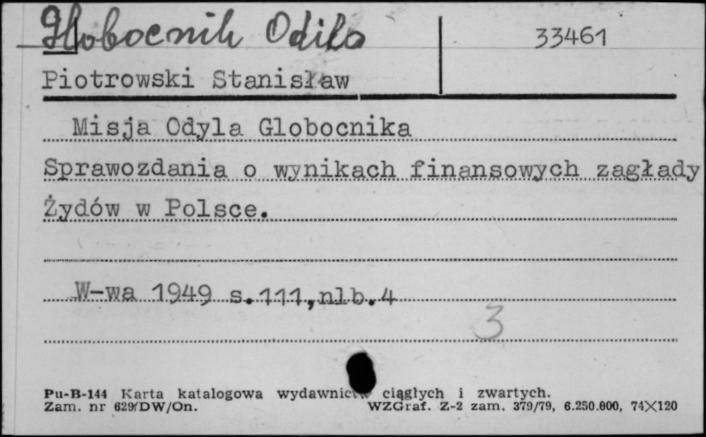 Globocnik Odilo
33461
Piotrowski Stanisław
Misja Odyla Globocnika
Sprawozdania o wynikach finansowych zagłady
Żydów w Polsce.
W-wa 1949 s.111,nlb.4
3
Pu-B-144 Karta katalogowa wydawnictw ciągłych i zwartych.
Zam. nr 629/DW/On. WZGraf. Z-2 zam. 379/79, 6.250.000, 74×120